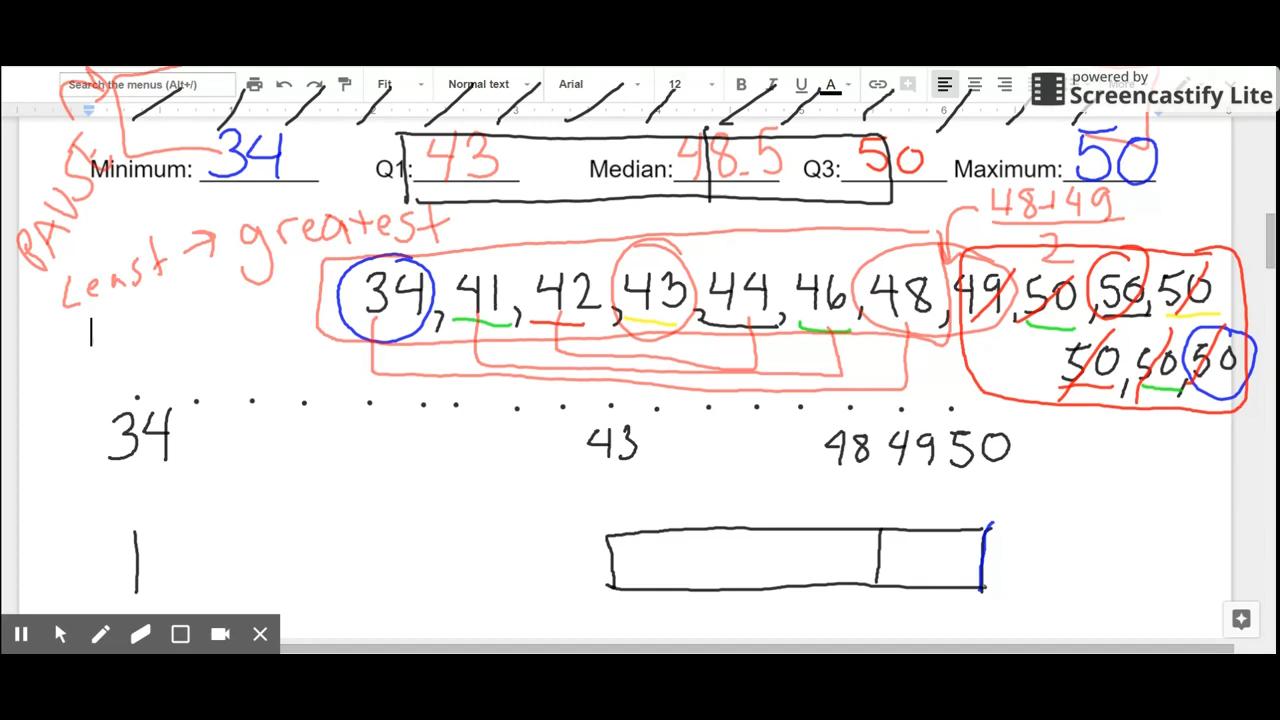 Search the menus (Alt+/) Fit Normal text Arial 12 B I U A More
powered by
Screencastify Lite
Minimum: 34 Q1: 43 Median: 48.5 Q3: 50 Maximum: 50
PAUSE
Least → greatest
48+49
2
34, 41, 42, 43, 44, 46, 48, 49, 50, 50, 50
50, 50, 50
34 43 48 49 50